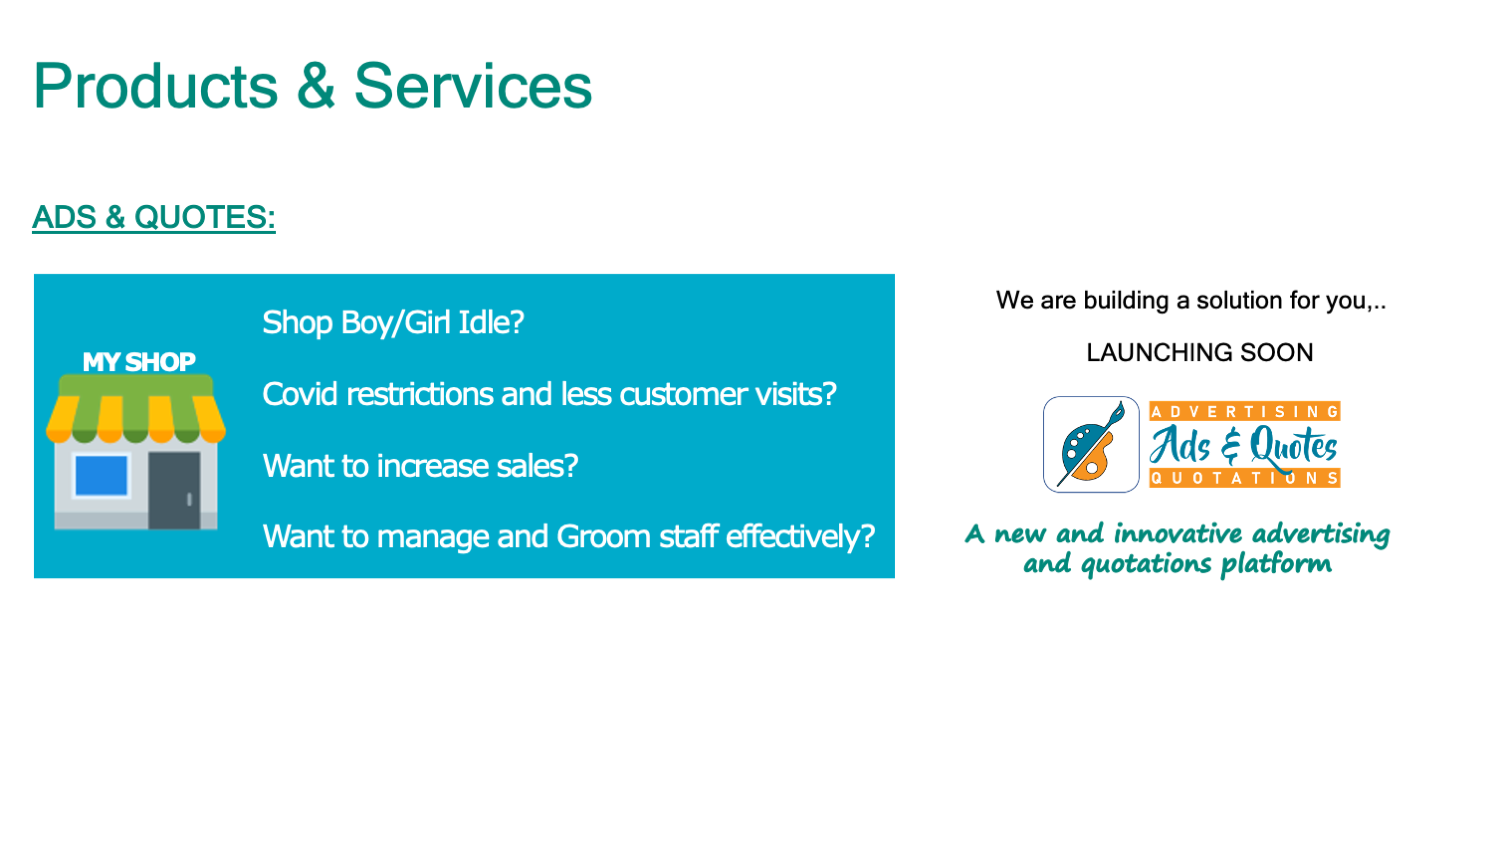 Products & Services
ADS & QUOTES:
MY SHOP
Shop Boy/Girl Idle?
Covid restrictions and less customer visits?
Want to increase sales?
Want to manage and Groom staff effectively?
We are building a solution for you,..
LAUNCHING SOON
ADVERTISING
Ads & Quotes
QUOTATIONS
A new and innovative advertising
and quotations platform